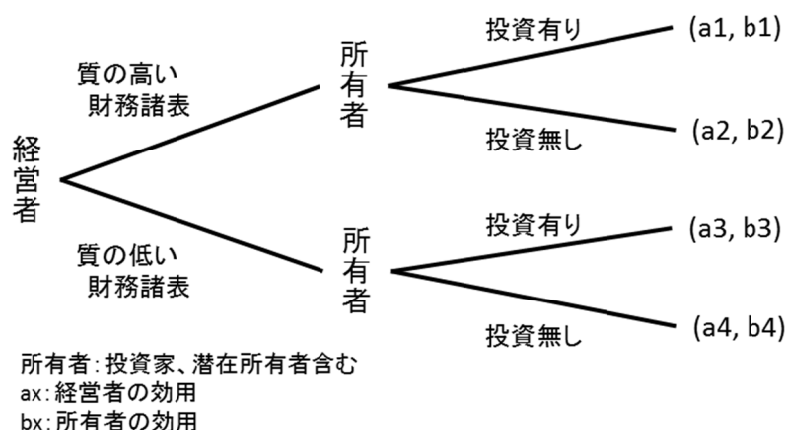 投資有り
(a1, b1)
質の高い
財務諸表
所有者
投資無し
(a2, b2)
経営者
投資有り
(a3, b3)
質の低い
財務諸表
所有者
投資無し
(a4, b4)
所有者：投資家、潜在所有者含む
ax：経営者の効用
bx：所有者の効用